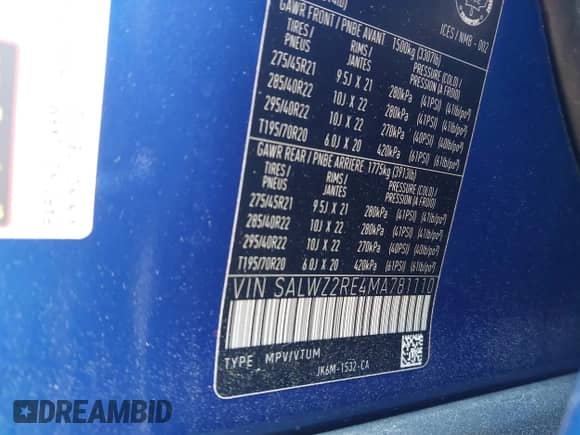 ICES / NMB - 002
GAWR FRONT / PNBE AVANT 1500kg (3307lb)
TIRES / PNEUS RIMS / JANTES PRESSURE (COLD) / PRESSION (A FROID)
275/45R21 9.5J X 21 280kPa (41PSI) (41lb/po²)
285/40R22 10J X 22 280kPa (41PSI) (41lb/po²)
295/40R22 10J X 22 270kPa (40PSI) (40lb/po²)
T195/70R20 6.0J X 20 420kPa (61PSI) (61lb/po²)
GAWR REAR / PNBE ARRIÈRE 1775kg (3913lb)
TIRES / PNEUS RIMS / JANTES PRESSURE (COLD) / PRESSION (A FROID)
275/45R21 9.5J X 21 280kPa (41PSI) (41lb/po²)
285/40R22 10J X 22 280kPa (41PSI) (41lb/po²)
295/40R22 10J X 22 270kPa (40PSI) (40lb/po²)
T195/70R20 6.0J X 20 420kPa (61PSI) (61lb/po²)
VIN SALWZ2RE4MA781110
TYPE MPV/VTUM
JK6M-1532-CA
DREAMBID